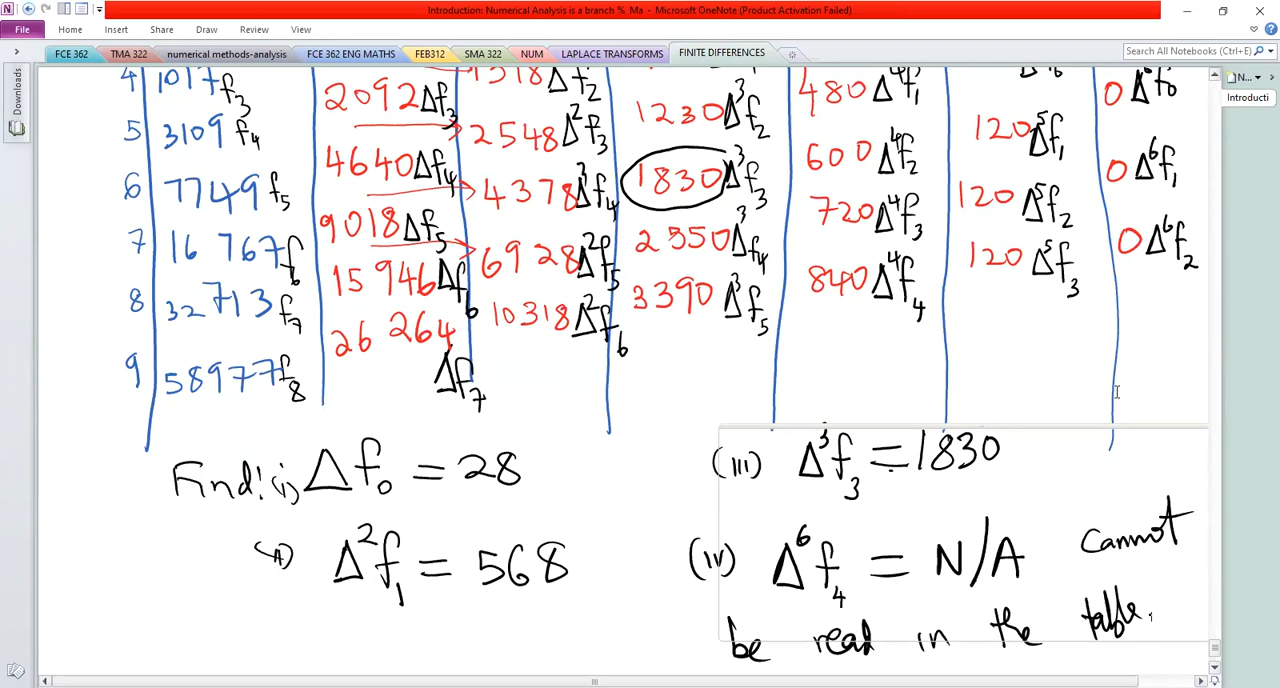 Introduction: Numerical Analysis is a branch % Ma - Microsoft OneNote (Product Activation Failed)
File Home Insert Share Draw Review View
FCE 362 TMA 322 numerical methods-analysis FCE 362 ENG MATHS FEB312 SMA 322 NUM LAPLACE TRANSFORMS FINITE DIFFERENCES Search All Notebooks (Ctrl+E)
Downloads
N...
Introducti
4 1017 f₃ 2092 Δf₃ 1318 Δ²f₂ 1230 Δ³f₂ 480 Δ⁴f₁ 0 Δ⁶f₀
5 3109 f₄ 4640 Δf₄ 2548 Δ²f₃ 1830 Δ³f₃ 600 Δ⁴f₂ 120 Δ⁵f₁ 0 Δ⁶f₁
6 7749 f₅ 9018 Δf₅ 4378 Δ³f₄ 2550 Δ³f₄ 720 Δ⁴f₃ 120 Δ⁵f₂ 0 Δ⁶f₂
7 16 767 f₆ 15 946 Δf₆ 6928 Δ²f₅ 3390 Δ³f₅ 840 Δ⁴f₄ 120 Δ⁵f₃
8 32 713 f₇ 26 264 Δf₇ 10318 Δ²f₆
9 58977 f₈
Find: (i) Δf₀ = 28
(ii) Δ²f₁ = 568
(iii) Δ³f₃ = 1830
(iv) Δ⁶f₄ = N/A cannot
be read in the table.